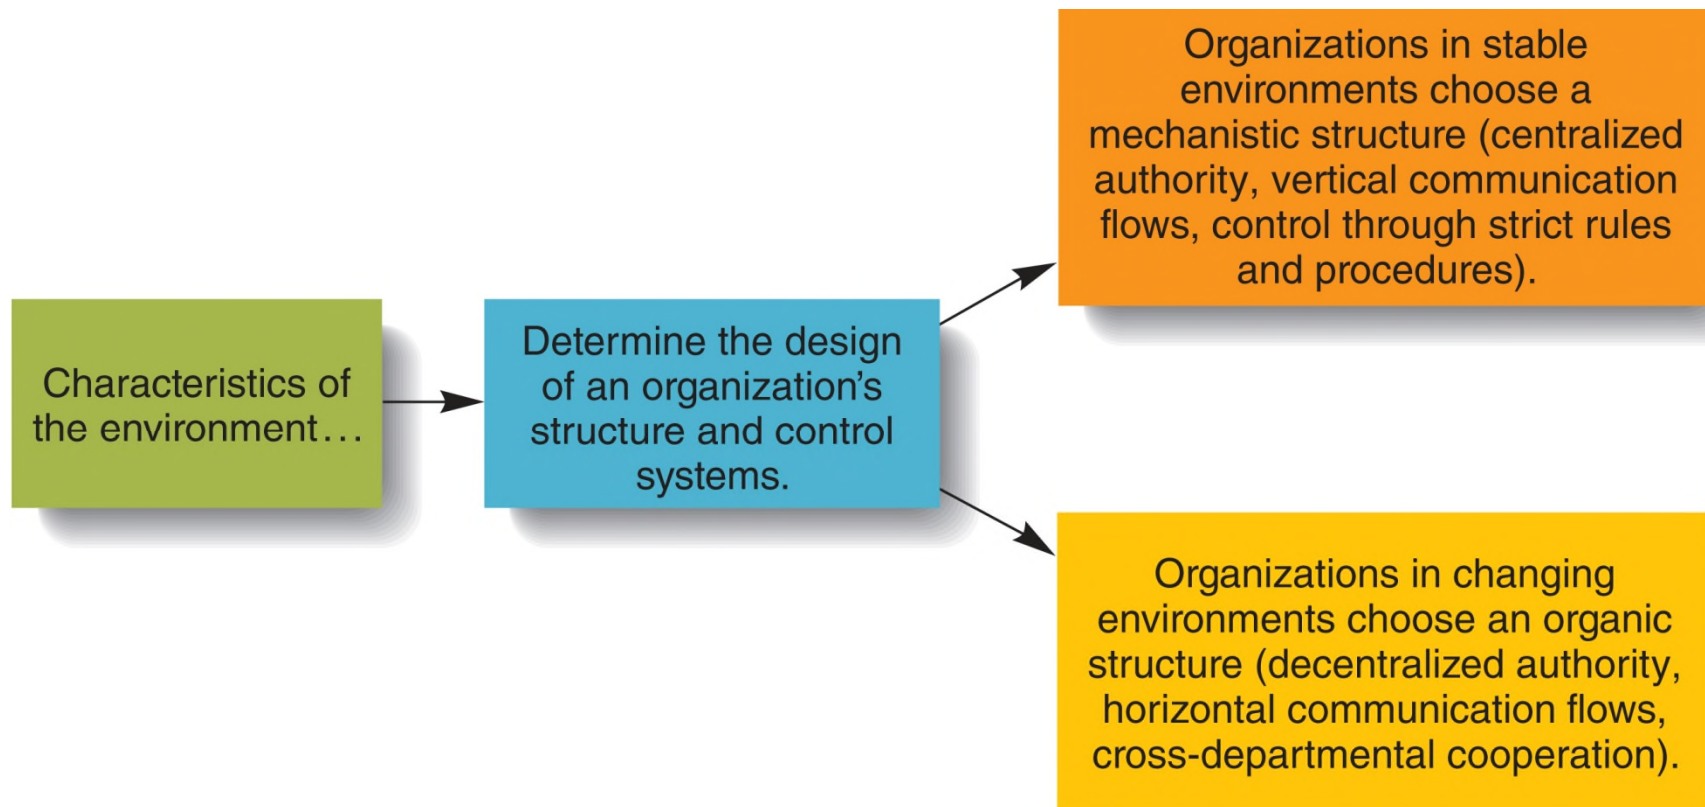 Characteristics of
the environment…
Determine the design
of an organization’s
structure and control
systems.
Organizations in stable
environments choose a
mechanistic structure (centralized
authority, vertical communication
flows, control through strict rules
and procedures).
Organizations in changing
environments choose an organic
structure (decentralized authority,
horizontal communication flows,
cross-departmental cooperation).